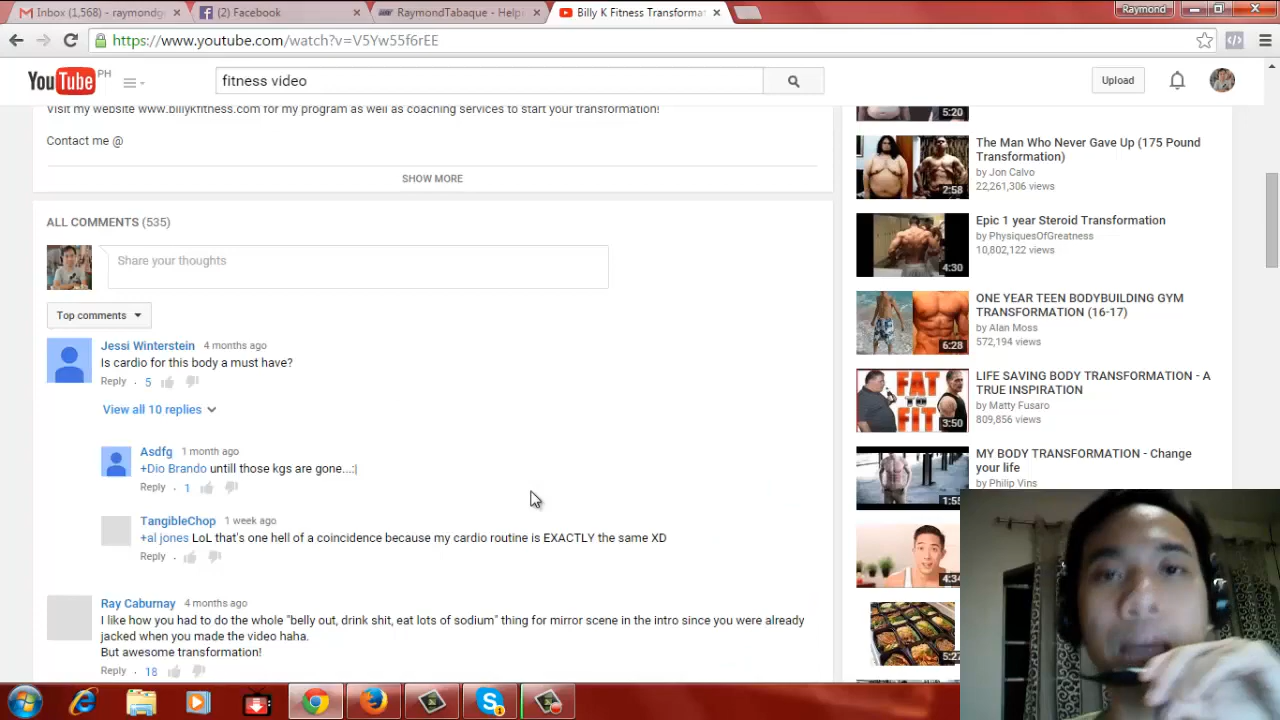 Inbox (1,568) - raymondg
(2) Facebook
RaymondTabaque - Helpi
Billy K Fitness Transforma
Raymond
https://www.youtube.com/watch?v=V5Yw55f6rEE
YouTube PH
fitness video
Upload
Visit my website www.billykfitness.com for my program as well as coaching services to start your transformation!
Contact me @
SHOW MORE
ALL COMMENTS (535)
Share your thoughts
Top comments
Jessi Winterstein 4 months ago
Is cardio for this body a must have?
Reply · 5
View all 10 replies
Asdfg 1 month ago
+Dio Brando untill those kgs are gone...:|
Reply · 1
TangibleChop 1 week ago
+al jones LoL that's one hell of a coincidence because my cardio routine is EXACTLY the same XD
Reply ·
Ray Caburnay 4 months ago
I like how you had to do the whole "belly out, drink shit, eat lots of sodium" thing for mirror scene in the intro since you were already
jacked when you made the video haha.
But awesome transformation!
Reply · 18
5:20
The Man Who Never Gave Up (175 Pound
Transformation)
by Jon Calvo
22,261,306 views
2:58
Epic 1 year Steroid Transformation
by PhysiquesOfGreatness
10,802,122 views
4:30
ONE YEAR TEEN BODYBUILDING GYM
TRANSFORMATION (16-17)
by Alan Moss
572,194 views
6:28
LIFE SAVING BODY TRANSFORMATION - A
TRUE INSPIRATION
by Matty Fusaro
809,856 views
FAT
TO
FIT
3:50
MY BODY TRANSFORMATION - Change
your life
by Philip Vins
1:55
4:34
5:27